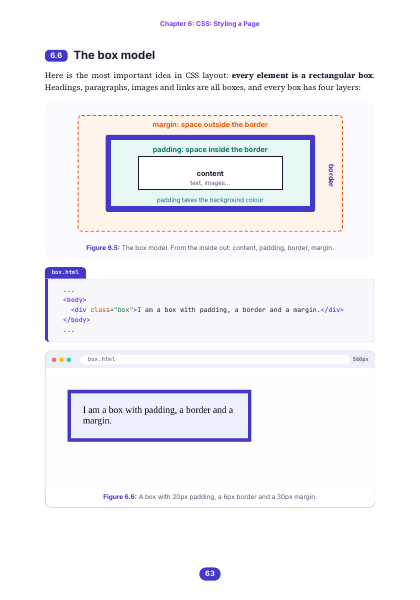 Chapter 6: CSS: Styling a Page
6.6 The box model
Here is the most important idea in CSS layout: every element is a rectangular box.
Headings, paragraphs, images and links are all boxes, and every box has four layers:
margin: space outside the border
padding: space inside the border
content
text, images...
padding takes the background colour
border
Figure 6.5: The box model. From the inside out: content, padding, border, margin.
box.html
...
<body>
  <div class="box">I am a box with padding, a border and a margin.</div>
</body>
...
box.html 560px
I am a box with padding, a border and a
margin.
Figure 6.6: A box with 20px padding, a 6px border and a 30px margin.
63